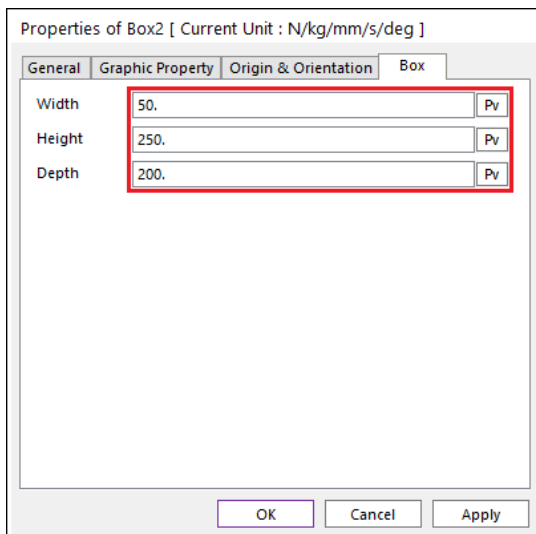 Properties of Box2 [ Current Unit : N/kg/mm/s/deg ]
General Graphic Property Origin & Orientation Box
Width 50. Pv
Height 250. Pv
Depth 200. Pv
OK Cancel Apply